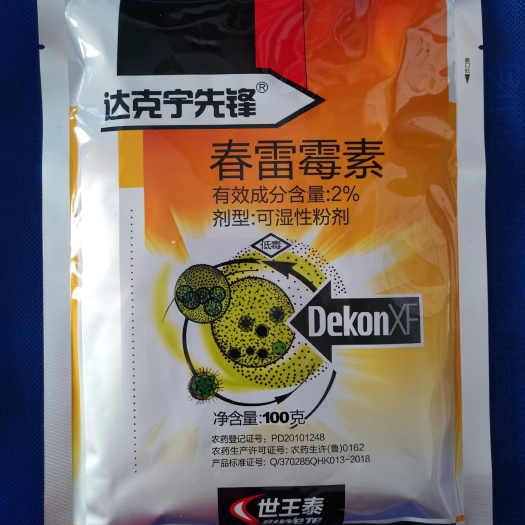 达克宁先锋®
春雷霉素
有效成分含量:2%
剂型:可湿性粉剂
低毒
DekonXF
净含量:100克
农药登记证号: PD20101248
农药生产许可证号: 农药生许(鲁)0162
产品标准证号: Q/370285QHK013-2018
世王泰